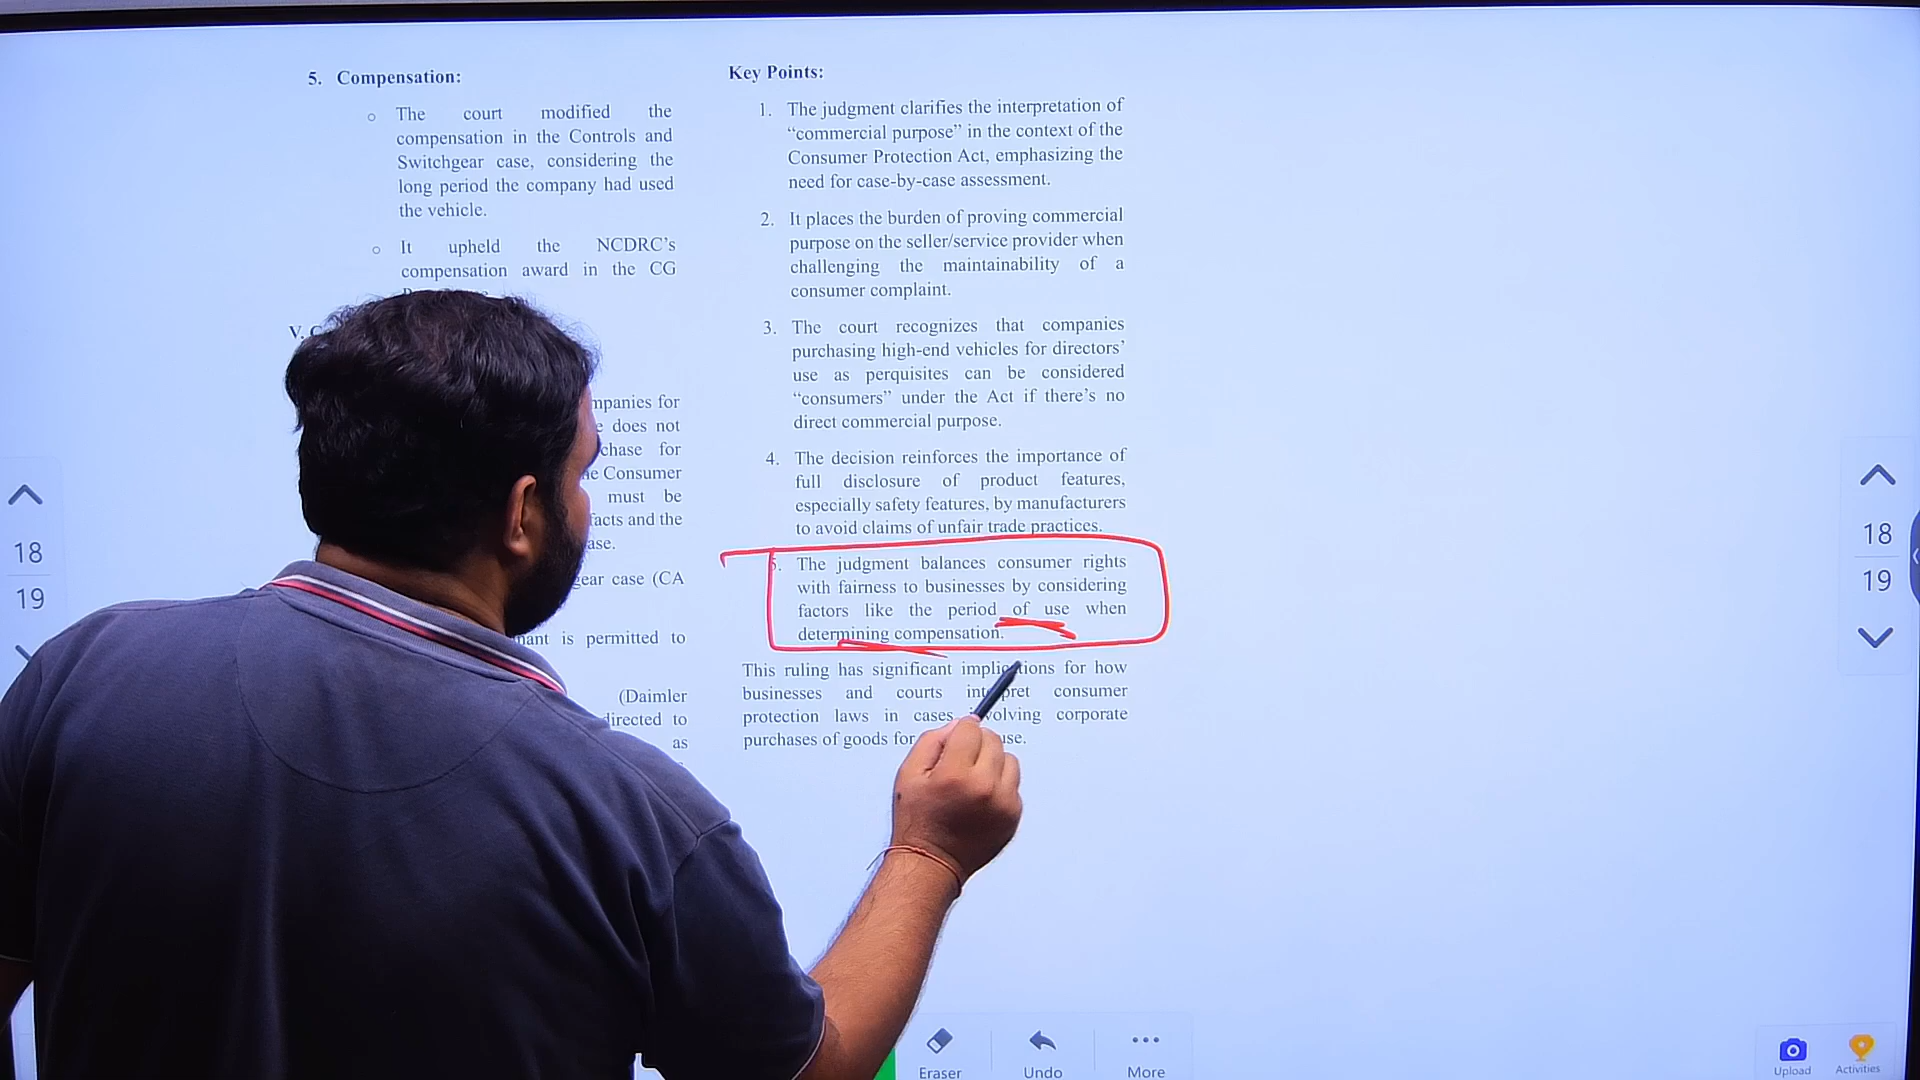 5. Compensation:
The court modified the
compensation in the Controls and
Switchgear case, considering the
long period the company had used
the vehicle.
It upheld the NCDRC’s
compensation award in the CG
V.
mpanies for
e does not
chase for
Consumer
must be
facts and the
ase.
gear case (CA
is permitted to
(Daimler
directed to
as
Key Points:
1. The judgment clarifies the interpretation of
“commercial purpose” in the context of the
Consumer Protection Act, emphasizing the
need for case-by-case assessment.
2. It places the burden of proving commercial
purpose on the seller/service provider when
challenging the maintainability of a
consumer complaint.
3. The court recognizes that companies
purchasing high-end vehicles for directors’
use as perquisites can be considered
“consumers” under the Act if there’s no
direct commercial purpose.
4. The decision reinforces the importance of
full disclosure of product features,
especially safety features, by manufacturers
to avoid claims of unfair trade practices.
5. The judgment balances consumer rights
with fairness to businesses by considering
factors like the period of use when
determining compensation.
This ruling has significant implications for how
businesses and courts interpret consumer
protection laws in cases involving corporate
purchases of goods for use.
18
19
18
19
Eraser
Undo
More
Upload
Activities